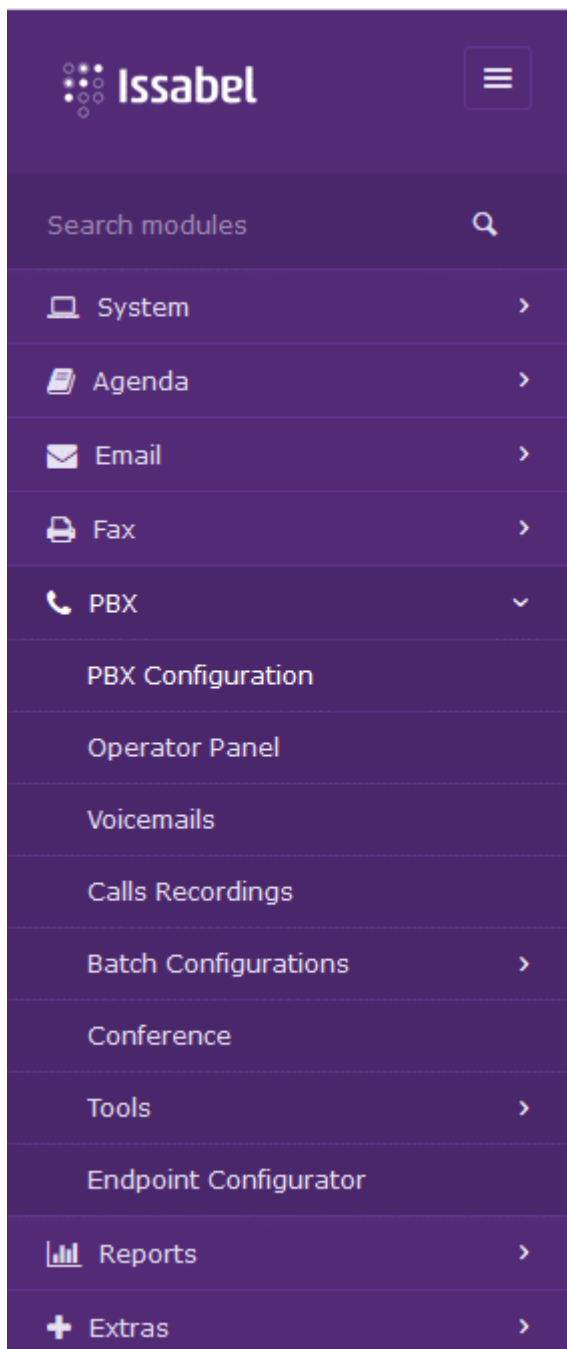 Issabel
Search modules
System
Agenda
Email
Fax
PBX
PBX Configuration
Operator Panel
Voicemails
Calls Recordings
Batch Configurations
Conference
Tools
Endpoint Configurator
Reports
Extras